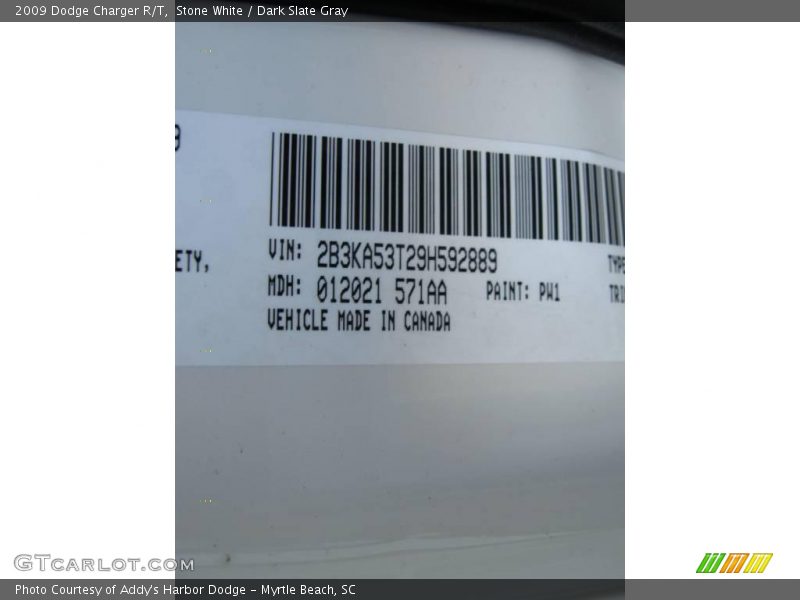 2009 Dodge Charger R/T, Stone White / Dark Slate Gray
VIN: 2B3KA53T29H592889
ETY,
MDH: 012021 571AA PAINT: PW1
VEHICLE MADE IN CANADA
GTCARLOT.COM
Photo Courtesy of Addy's Harbor Dodge - Myrtle Beach, SC